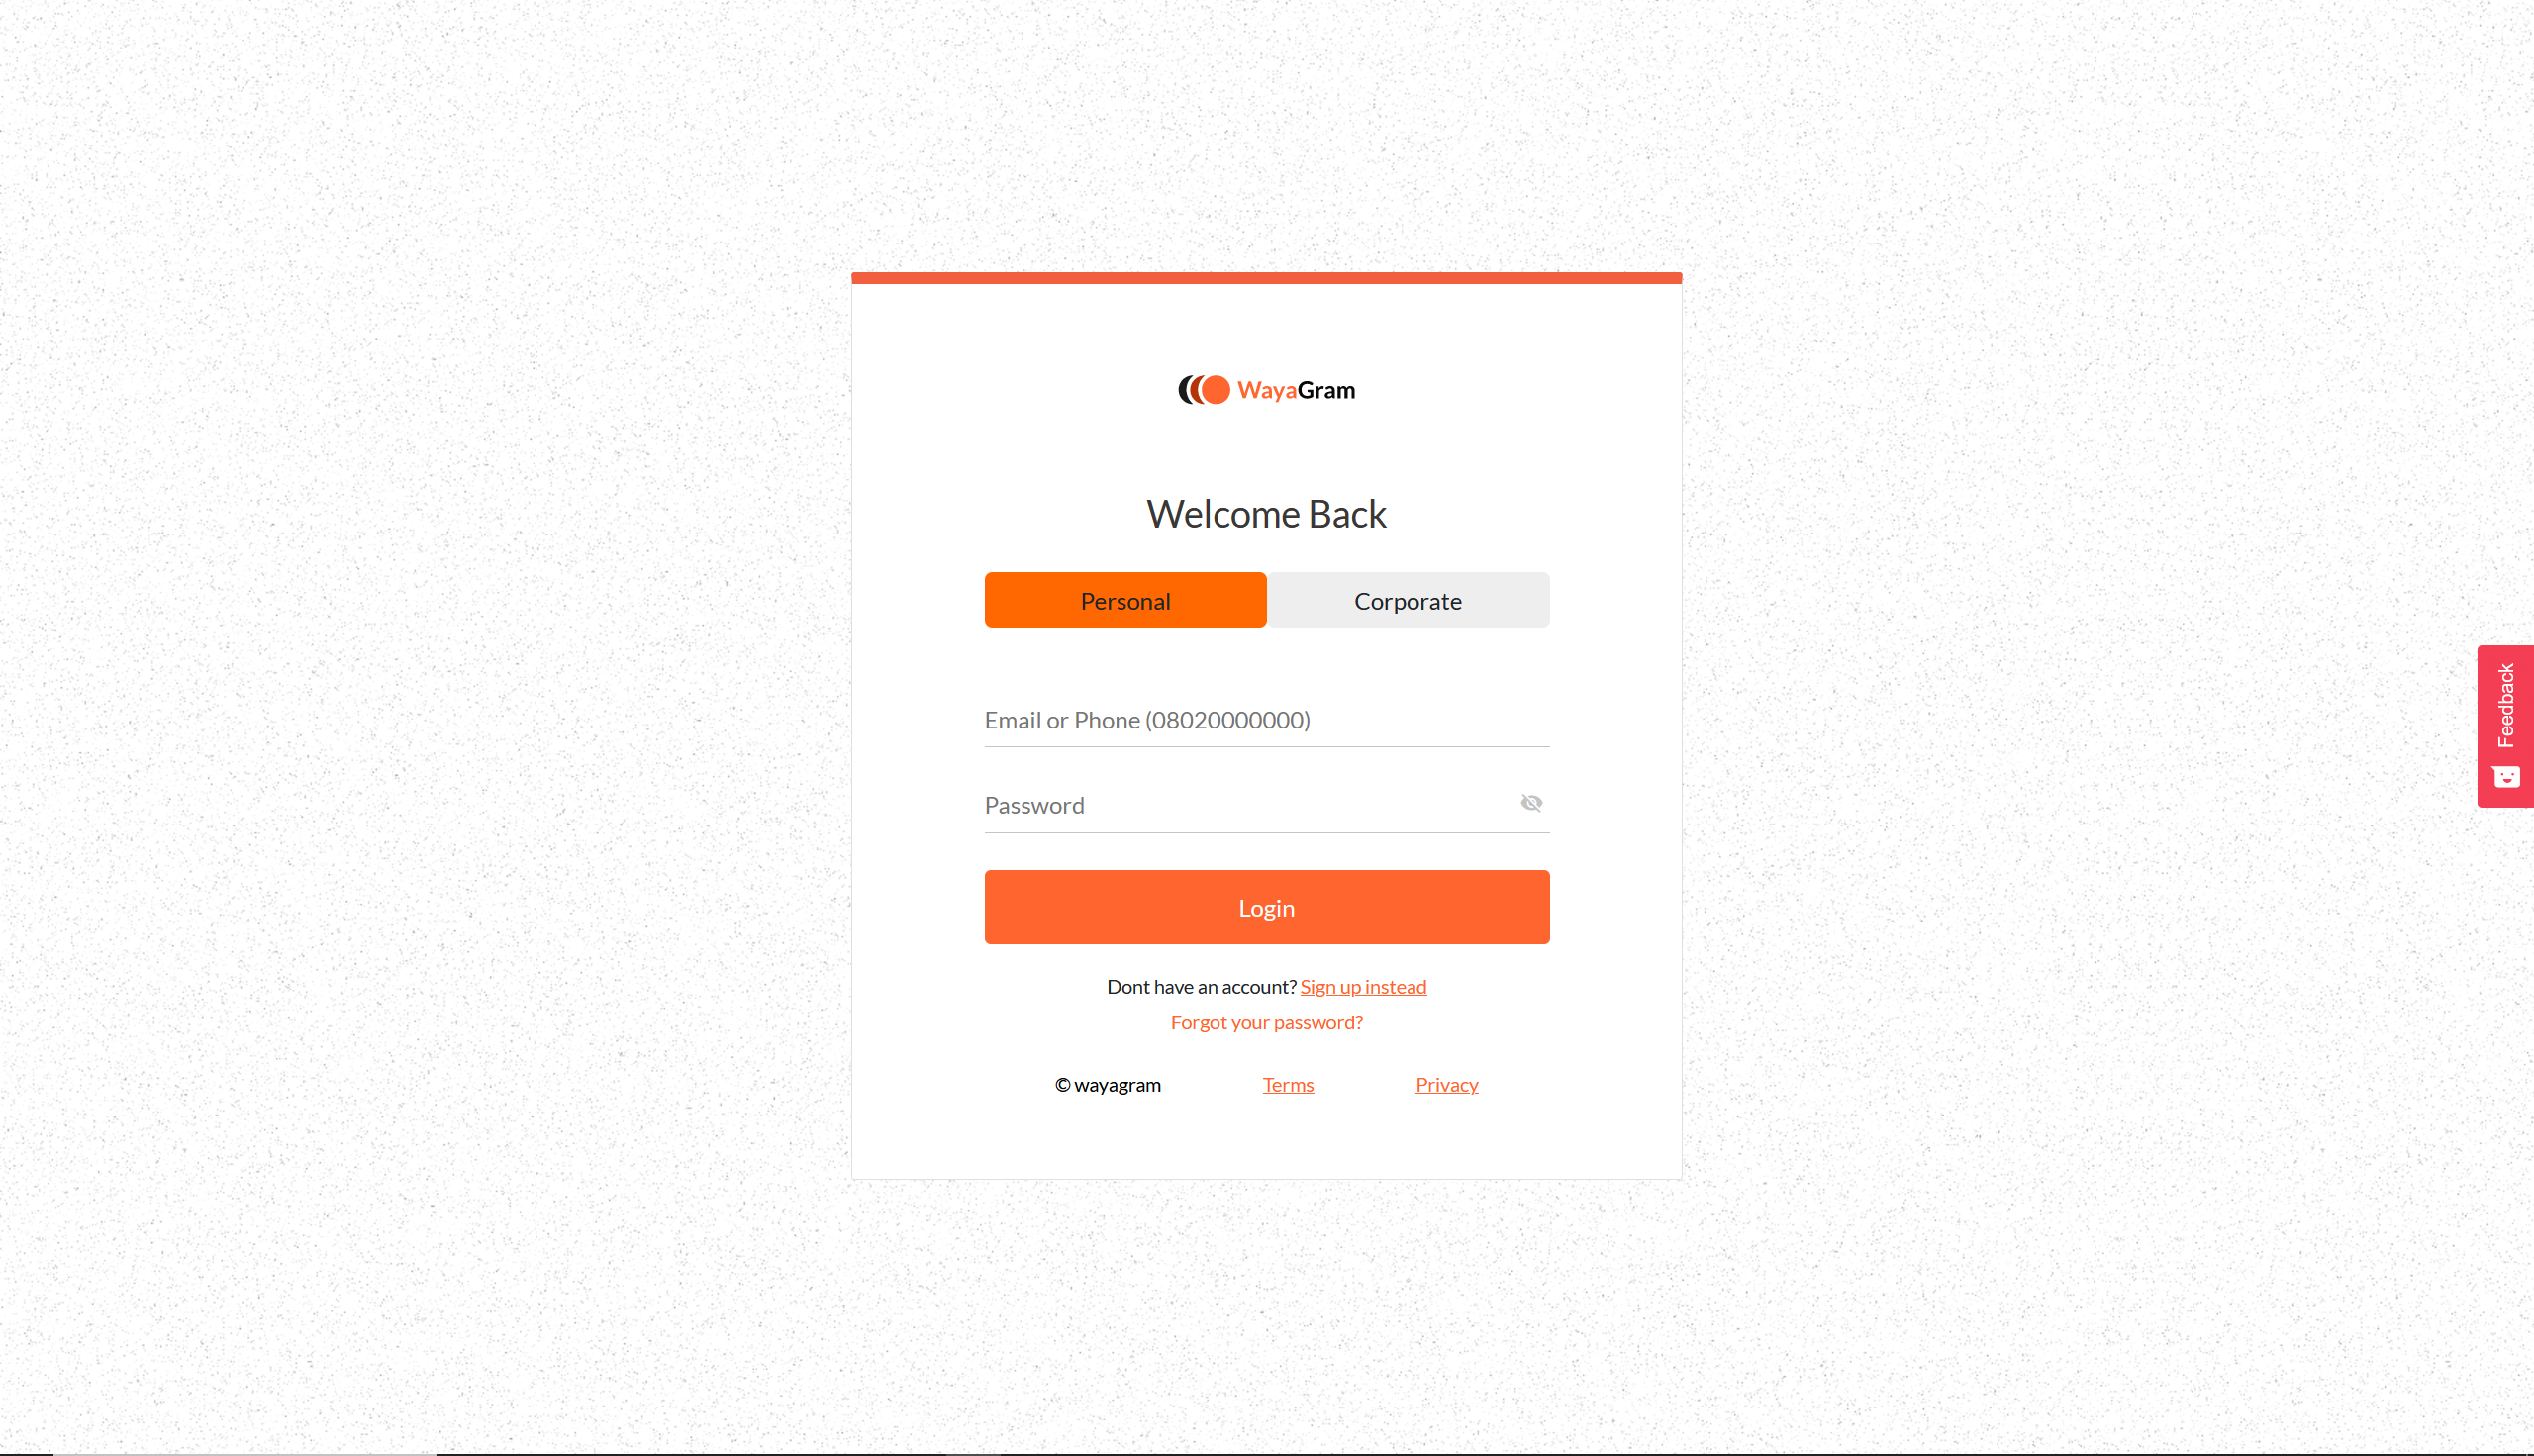 WayaGram
Welcome Back
Personal
Corporate
Email or Phone (08020000000)
Password
Login
Dont have an account? Sign up instead
Forgot your password?
© wayagram
Terms
Privacy
Feedback